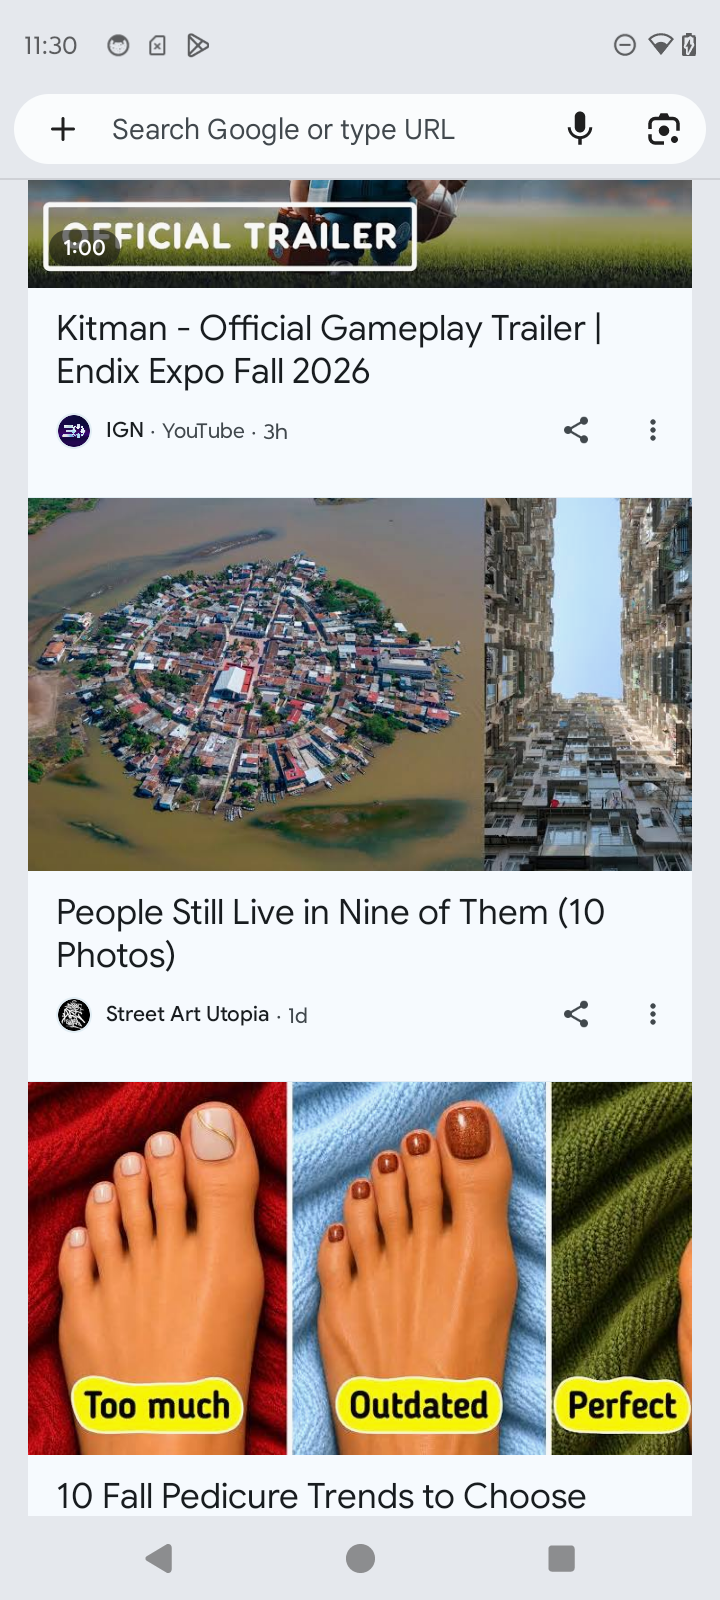 11:30
Search Google or type URL
OFFICIAL TRAILER
1:00
Kitman - Official Gameplay Trailer |
Endix Expo Fall 2026
IGN · YouTube · 3h
People Still Live in Nine of Them (10
Photos)
Street Art Utopia · 1d
Too much
Outdated
Perfect
10 Fall Pedicure Trends to Choose